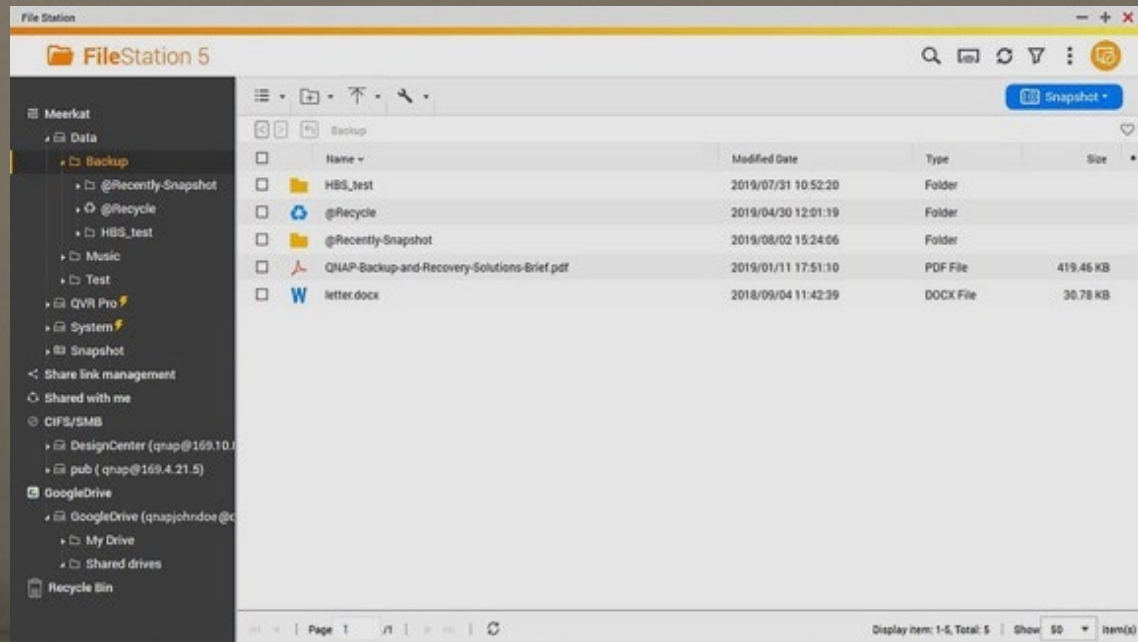 File Station
FileStation 5
Snapshot
Backup
Name Modified Date Type Size
HBS_test 2019/07/31 10:52:20 Folder
@Recycle 2019/04/30 12:01:19 Folder
@Recently-Snapshot 2019/08/02 15:24:06 Folder
QNAP-Backup-and-Recovery-Solutions-Brief.pdf 2019/01/11 17:51:10 PDF File 419.46 KB
W letter.docx 2018/09/04 11:42:39 DOCX File 30.78 KB
Meerkat
Data
Backup
@Recently-Snapshot
@Recycle
HBS_test
Music
Test
QVR Pro
System
Snapshot
Share link management
Shared with me
CIFS/SMB
DesignCenter (qnap@169.10.
pub ( qnap@169.4.21.5)
GoogleDrive
GoogleDrive (qnapjohndoe@
My Drive
Shared drives
Recycle Bin
Page 1 /1 Display item: 1-5, Total: 5 Show 50 Item(s)